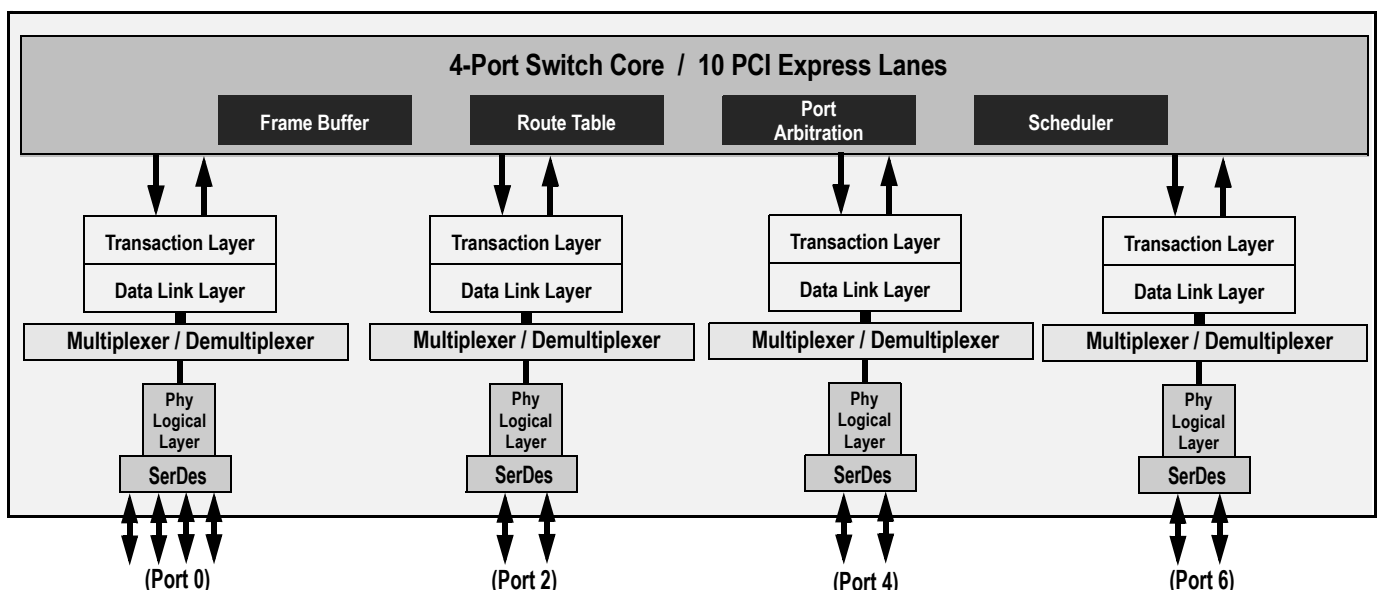 4-Port Switch Core / 10 PCI Express Lanes
Frame Buffer
Route Table
Port
Arbitration
Scheduler
Transaction Layer
Data Link Layer
Multiplexer / Demultiplexer
Phy
Logical
Layer
SerDes
(Port 0)
Transaction Layer
Data Link Layer
Multiplexer / Demultiplexer
Phy
Logical
Layer
SerDes
(Port 2)
Transaction Layer
Data Link Layer
Multiplexer / Demultiplexer
Phy
Logical
Layer
SerDes
(Port 4)
Transaction Layer
Data Link Layer
Multiplexer / Demultiplexer
Phy
Logical
Layer
SerDes
(Port 6)